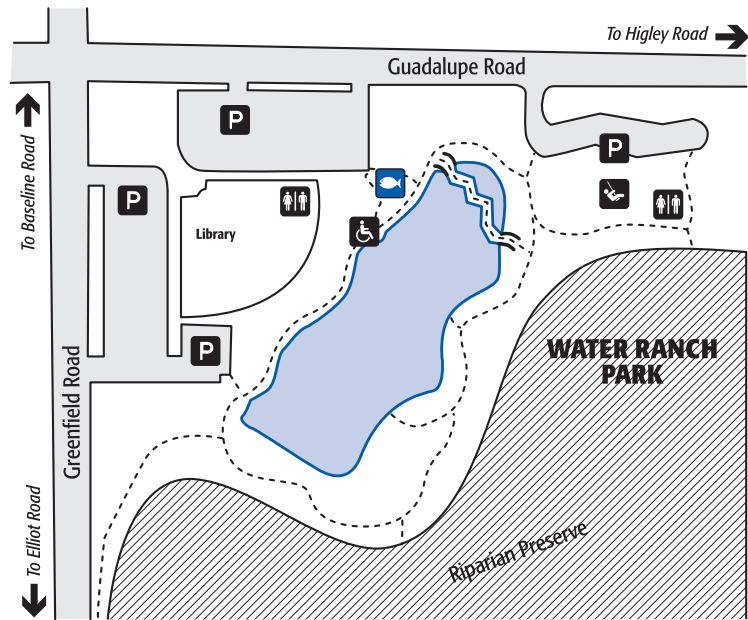 To Higley Road
Guadalupe Road
To Baseline Road
P
P
P
Library
P
WATER RANCH
PARK
Greenfield Road
To Elliot Road
Riparian Preserve